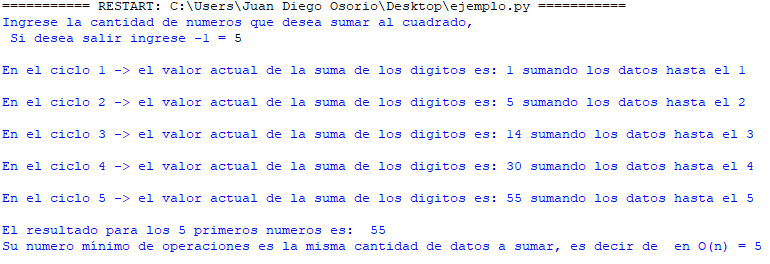 =========== RESTART: C:\Users\Juan Diego Osorio\Desktop\ejemplo.py ===========
Ingrese la cantidad de numeros que desea sumar al cuadrado,
Si desea salir ingrese -1 = 5
En el ciclo 1 -> el valor actual de la suma de los digitos es: 1 sumando los datos hasta el 1
En el ciclo 2 -> el valor actual de la suma de los digitos es: 5 sumando los datos hasta el 2
En el ciclo 3 -> el valor actual de la suma de los digitos es: 14 sumando los datos hasta el 3
En el ciclo 4 -> el valor actual de la suma de los digitos es: 30 sumando los datos hasta el 4
En el ciclo 5 -> el valor actual de la suma de los digitos es: 55 sumando los datos hasta el 5
El resultado para los 5 primeros numeros es:  55
Su numero mínimo de operaciones es la misma cantidad de datos a sumar, es decir de  en O(n) = 5